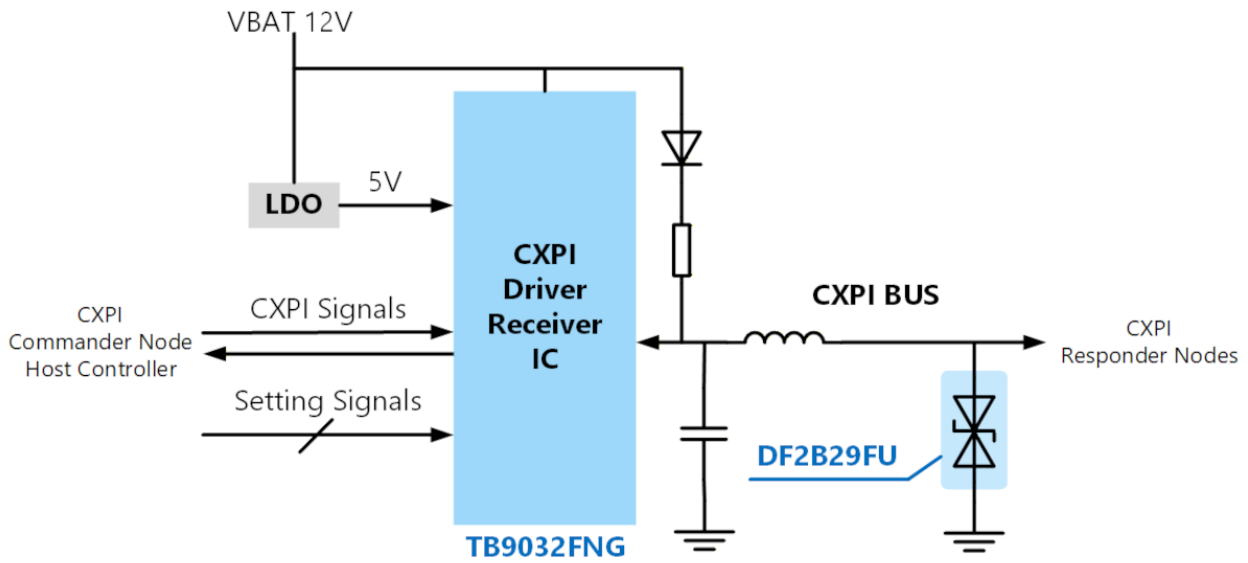 VBAT 12V
LDO
5V
CXPI
Driver
Receiver
IC
CXPI BUS
CXPI Signals
CXPI
Commander Node
Host Controller
CXPI
Responder Nodes
Setting Signals
DF2B29FU
TB9032FNG